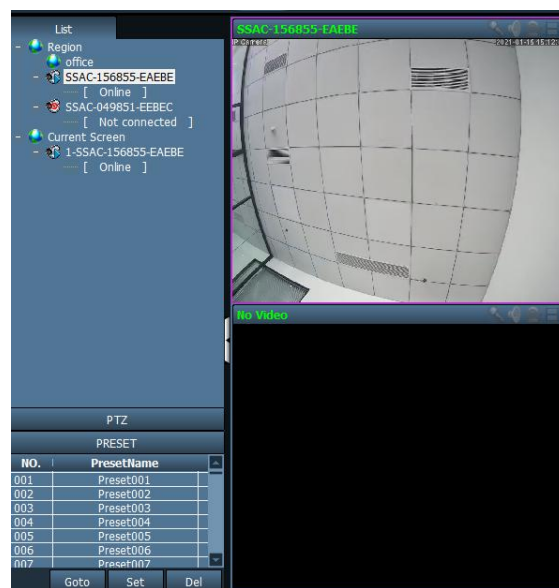 List
Region
office
SSAC-156855-EAEBE
[ Online ]
SSAC-049851-EEBEC
[ Not connected ]
Current Screen
1-SSAC-156855-EAEBE
[ Online ]
PTZ
PRESET
NO. PresetName
001 Preset001
002 Preset002
003 Preset003
004 Preset004
005 Preset005
006 Preset006
007 Preset007
Goto Set Del
SSAC-156855-EAEBE
IP Camera
No Video